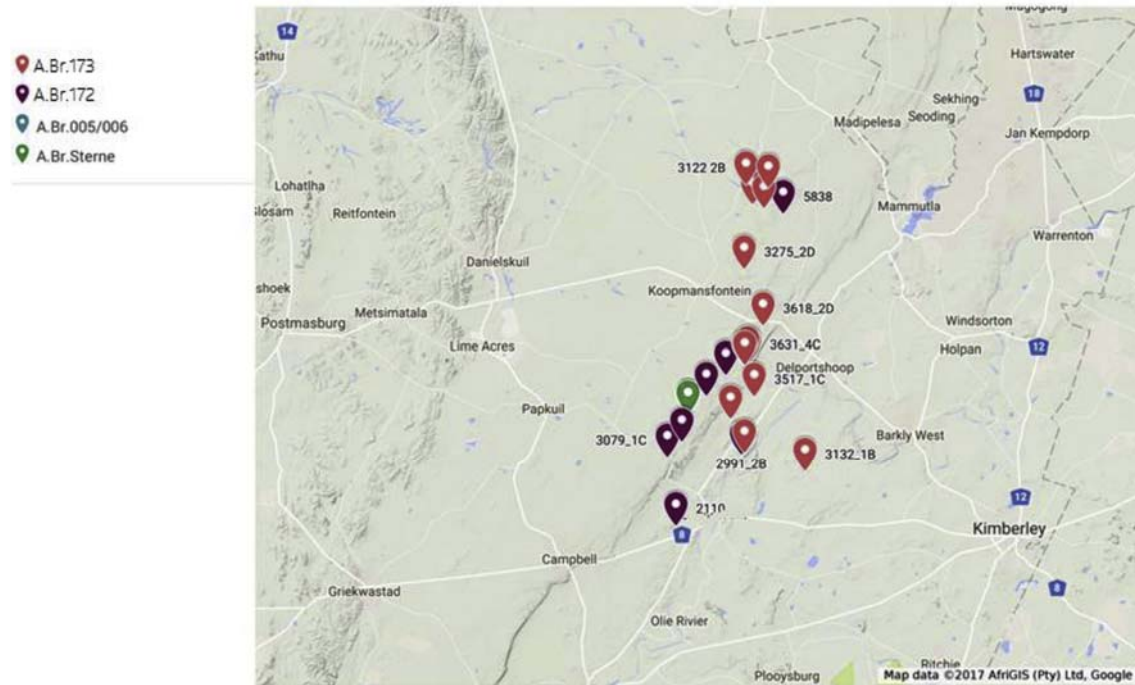 A.Br.173
A.Br.172
A.Br.005/006
A.Br.Sterne
14
Hartswater
18
Sekhing-
Seoding
Madipelesa
Jan Kempdorp
3122 2B
Lohatlha
5838
Mammutla
Reitfontein
Warrenton
3275_2D
Danielskuil
Koopmansfontein
Metsimatala
3618_2D
Windsorton
Postmasburg
3631_4C
12
Lime Acres
Holpan
Delportshoop
3517_1C
Papkuil
3079_1C
Barkly West
2991_2B
3132_1B
12
2110
8
Kimberley
Campbell
8
Griekwastad
Olie Rivier
Ritchie
Plooysburg
Map data ©2017 AfriGIS (Pty) Ltd, Google